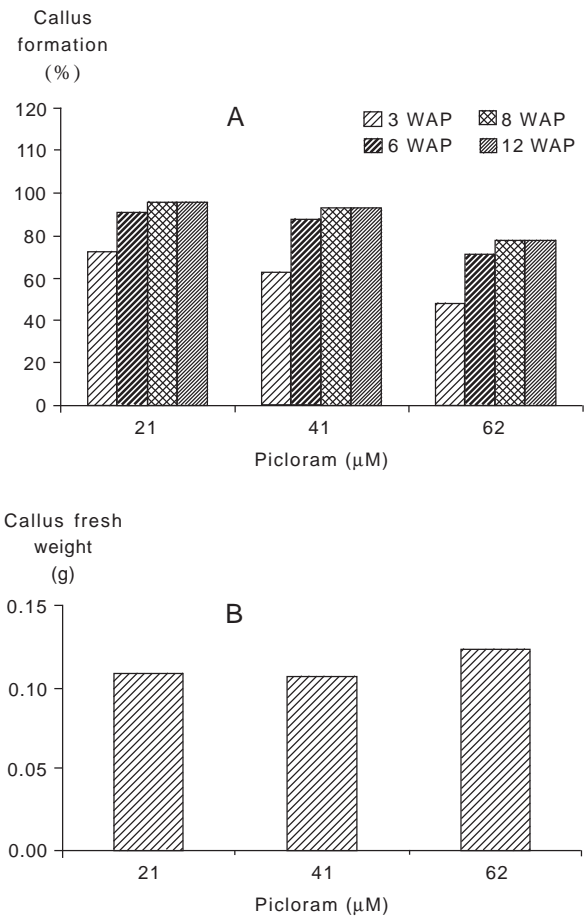 Callus
formation
(%)
A
120
110
100
80
60
40
20
0
3 WAP
8 WAP
6 WAP
12 WAP
21
41
62
Picloram (μM)
Callus fresh
weight
(g)
B
0.15
0.10
0.05
0.00
21
41
62
Picloram (μM)